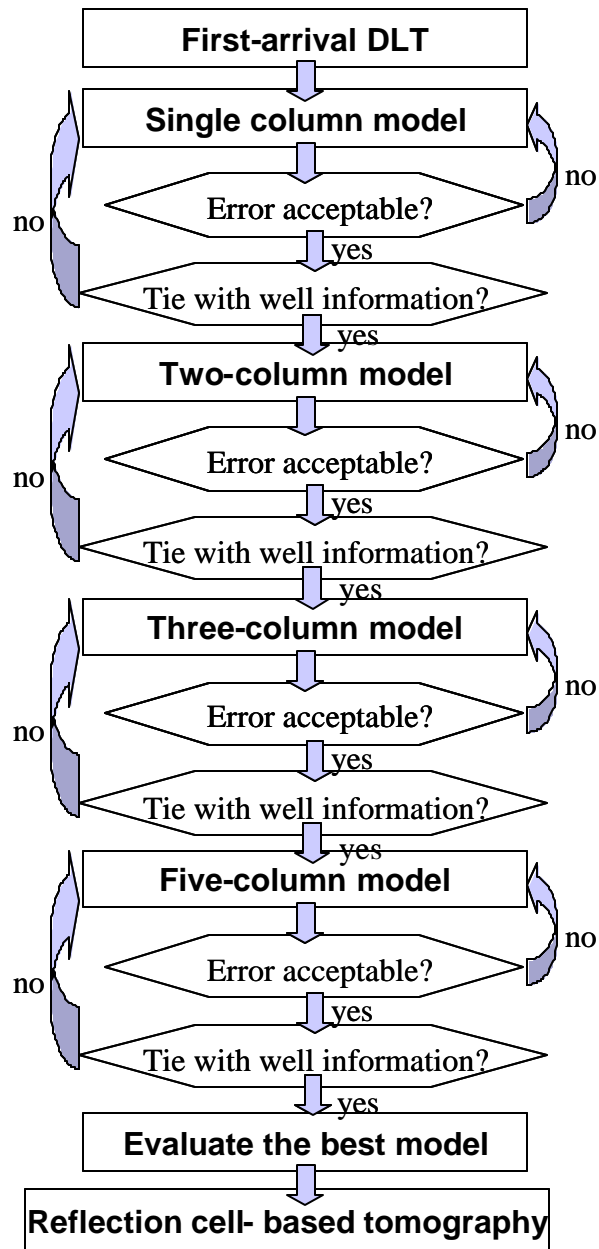 First-arrival DLT
Single column model
no
Error acceptable?
yes
no
Tie with well information?
yes
Two-column model
no
Error acceptable?
yes
no
Tie with well information?
yes
Three-column model
no
Error acceptable?
yes
no
Tie with well information?
yes
Five-column model
no
Error acceptable?
yes
no
Tie with well information?
yes
Evaluate the best model
Reflection cell- based tomography